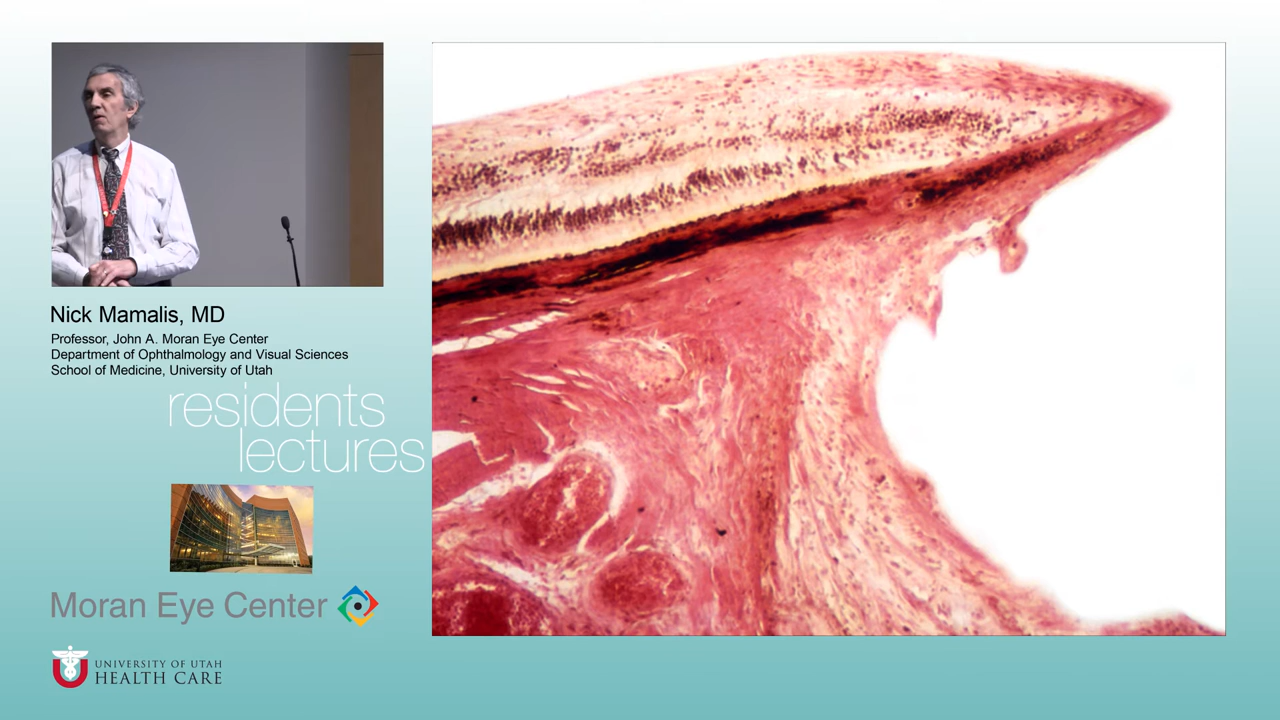 Nick Mamalis, MD
Professor, John A. Moran Eye Center
Department of Ophthalmology and Visual Sciences
School of Medicine, University of Utah
residents
lectures
Moran Eye Center
UNIVERSITY OF UTAH
HEALTH CARE